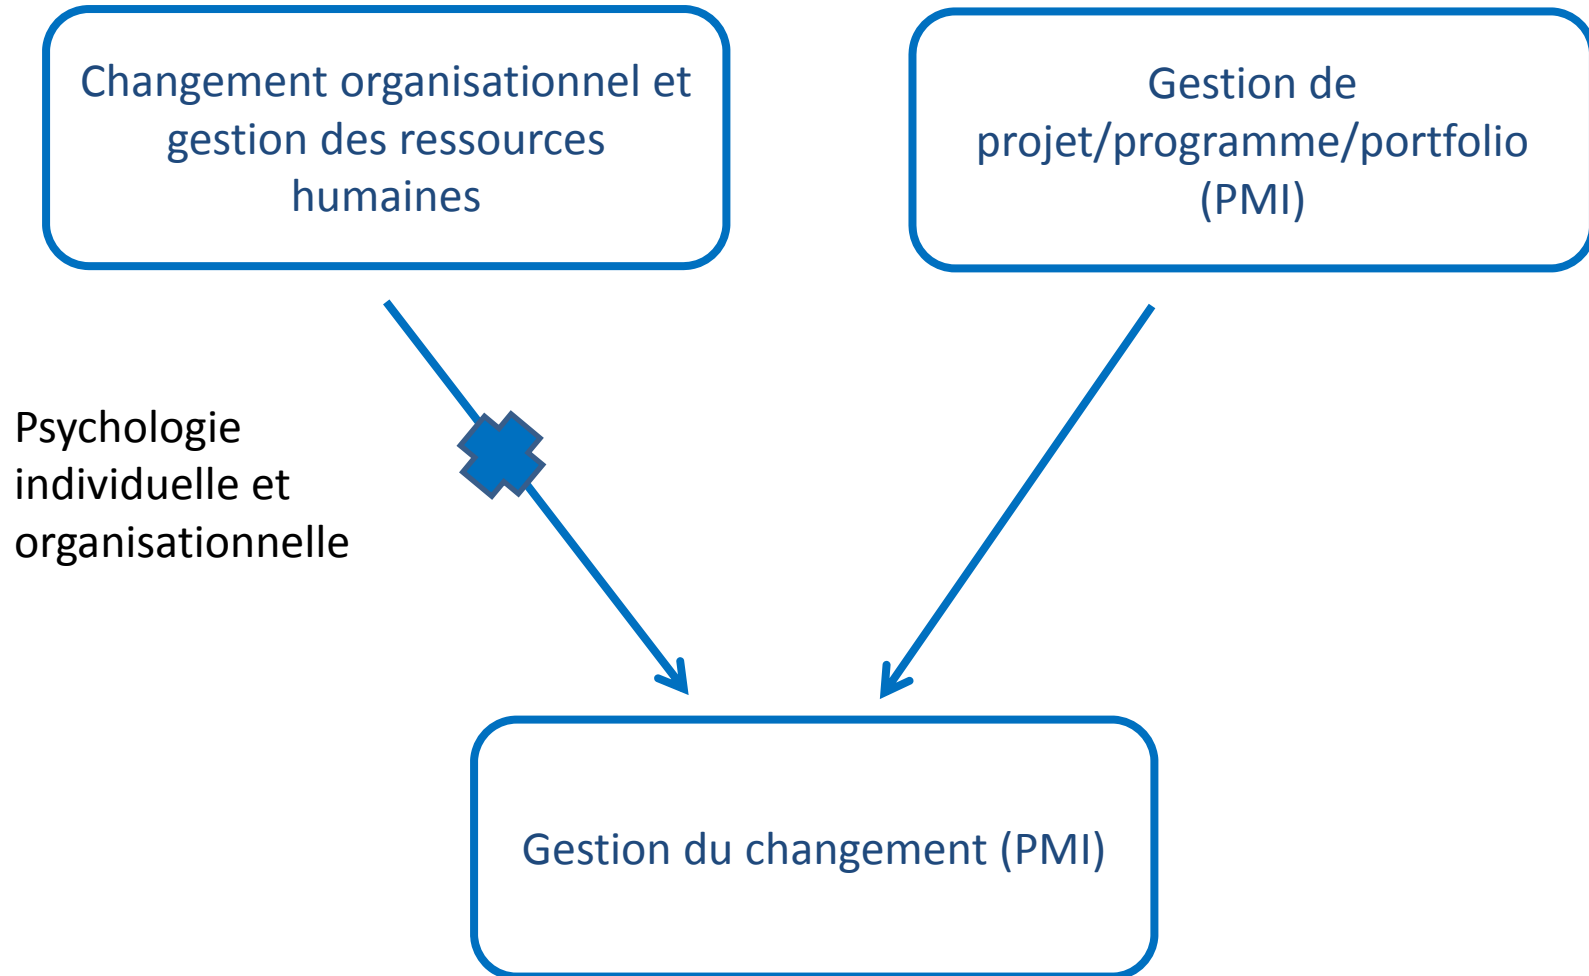 Changement organisationnel et
gestion des ressources
humaines
Gestion de
projet/programme/portfolio
(PMI)
Psychologie
individuelle et
organisationnelle
Gestion du changement (PMI)